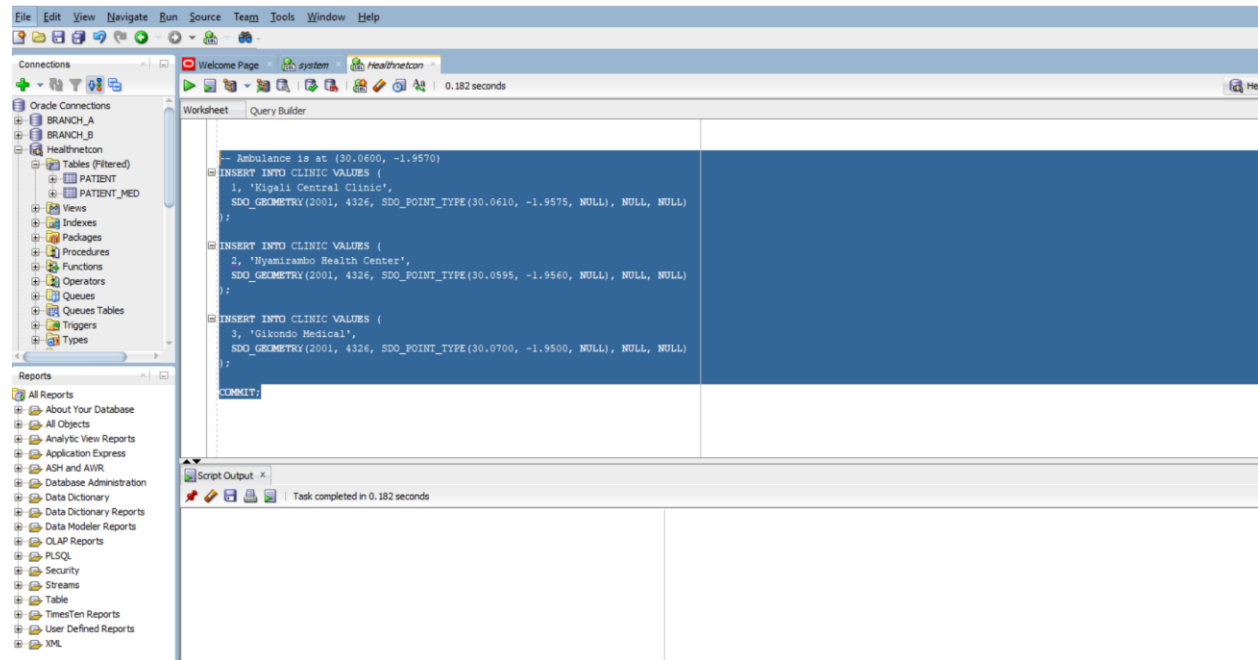 File Edit View Navigate Run Source Team Tools Window Help
Connections
Oracle Connections
BRANCH_A
BRANCH_B
Healthnetcon
Tables (Filtered)
PATIENT
PATIENT_MED
Views
Indexes
Packages
Procedures
Functions
Operators
Queues
Queues Tables
Triggers
Types
Reports
All Reports
About Your Database
All Objects
Analytic View Reports
Application Express
ASH and AWR
Database Administration
Data Dictionary
Data Dictionary Reports
Data Modeler Reports
OLAP Reports
PLSQL
Security
Streams
Table
TimesTen Reports
User Defined Reports
XML
Welcome Page system Healthnetcon
0.182 seconds
He
Worksheet Query Builder
-- Ambulance is at (30.0600, -1.9570)
INSERT INTO CLINIC VALUES (
1, 'Kigali Central Clinic',
SDO_GEOMETRY(2001, 4326, SDO_POINT_TYPE(30.0610, -1.9575, NULL), NULL, NULL)
);
INSERT INTO CLINIC VALUES (
2, 'Nyamirambo Health Center',
SDO_GEOMETRY(2001, 4326, SDO_POINT_TYPE(30.0595, -1.9560, NULL), NULL, NULL)
);
INSERT INTO CLINIC VALUES (
3, 'Gikondo Medical',
SDO_GEOMETRY(2001, 4326, SDO_POINT_TYPE(30.0700, -1.9500, NULL), NULL, NULL)
);
COMMIT;
Script Output
Task completed in 0.182 seconds